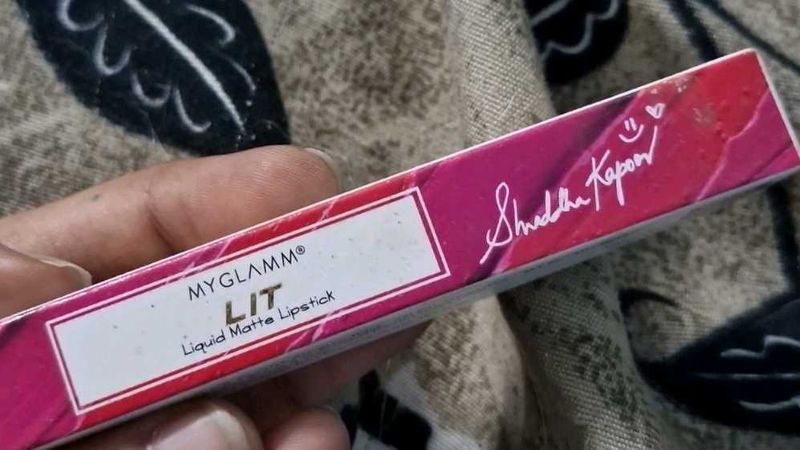 MYGLAMM®
LIT
Liquid Matte Lipstick
Shraddha Kapoor